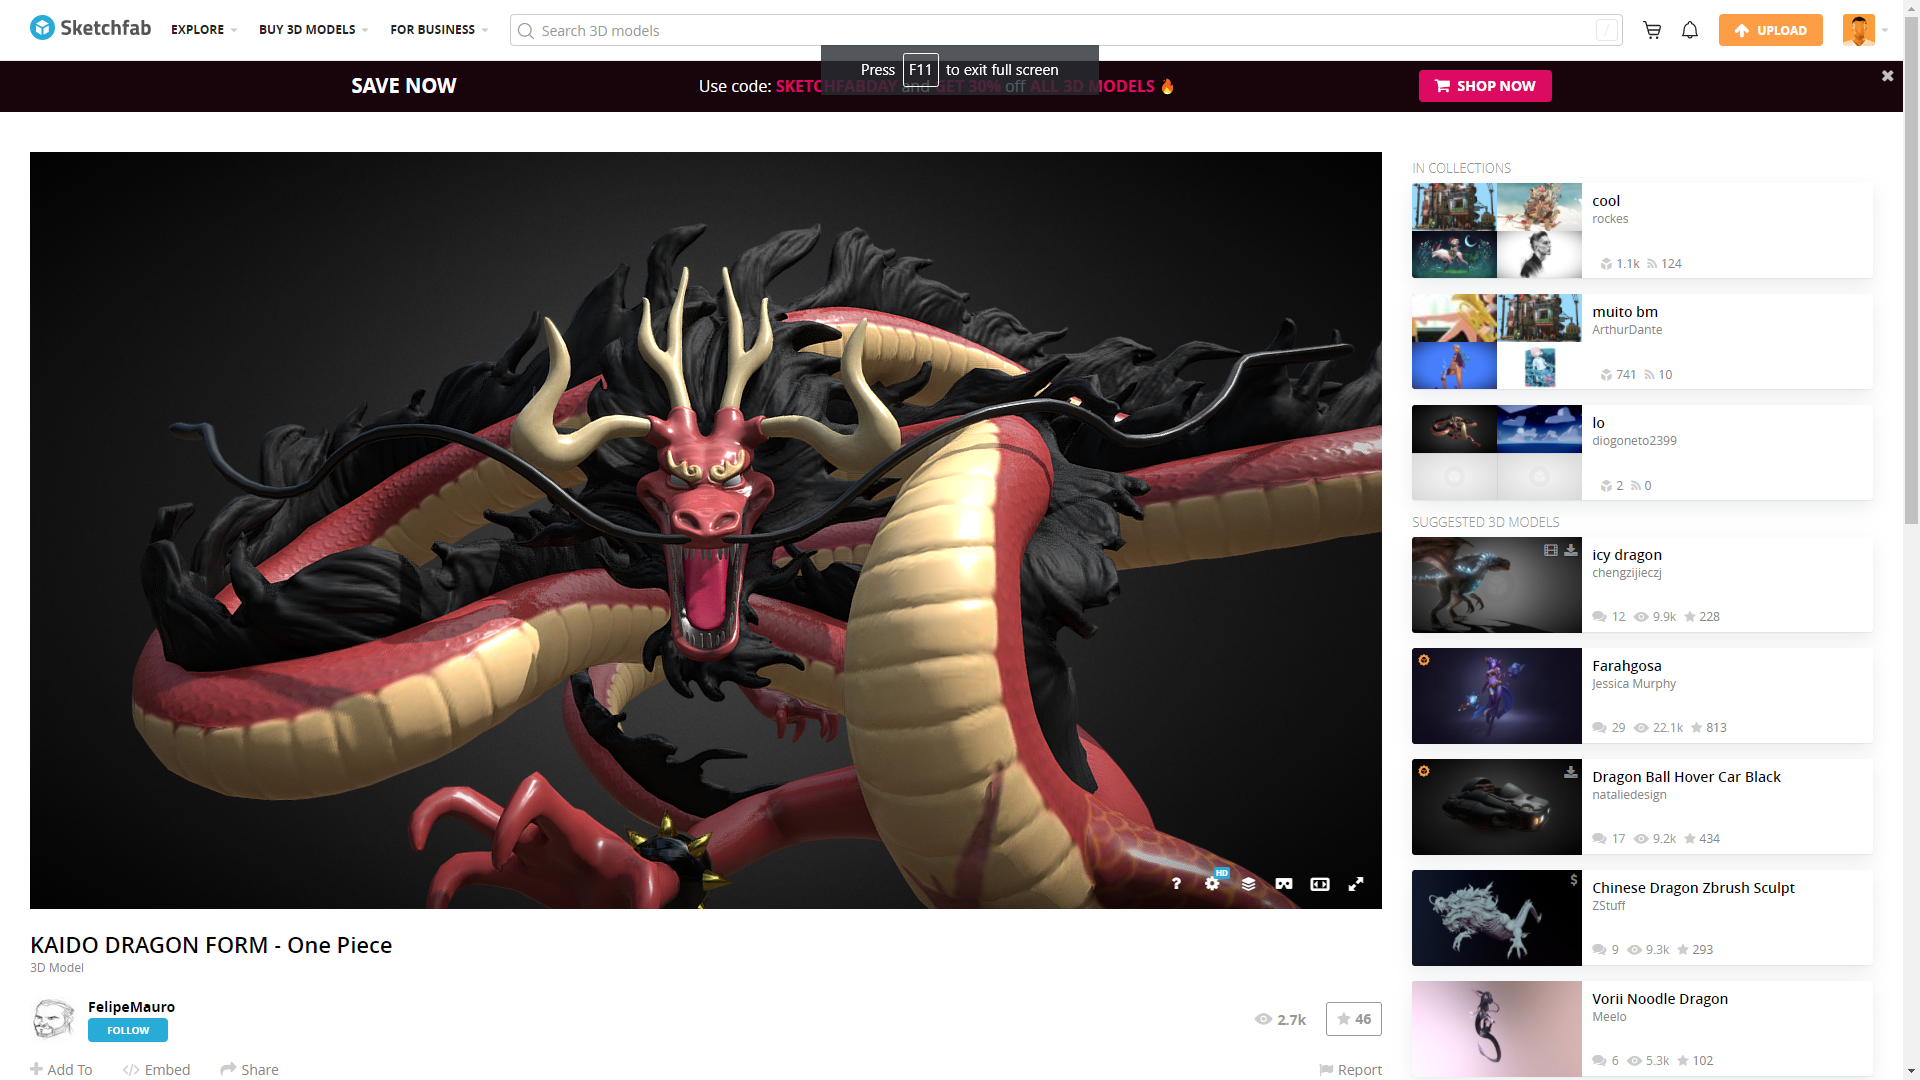 Sketchfab
EXPLORE
BUY 3D MODELS
FOR BUSINESS
Search 3D models
/
UPLOAD
Press F11 to exit full screen
SAVE NOW
Use code: SKETCHFABDAY and GET 30% off ALL 3D MODELS 🔥
SHOP NOW
HD
KAIDO DRAGON FORM - One Piece
3D Model
FelipeMauro
FOLLOW
2.7k
46
Add To
Embed
Share
Report
IN COLLECTIONS
cool
rockes
1.1k 124
muito bm
ArthurDante
741 10
lo
diogoneto2399
2 0
SUGGESTED 3D MODELS
icy dragon
chengzijieczj
12 9.9k 228
Farahgosa
Jessica Murphy
29 22.1k 813
Dragon Ball Hover Car Black
nataliedesign
17 9.2k 434
$
Chinese Dragon Zbrush Sculpt
ZStuff
9 9.3k 293
Vorii Noodle Dragon
Meelo
6 5.3k 102